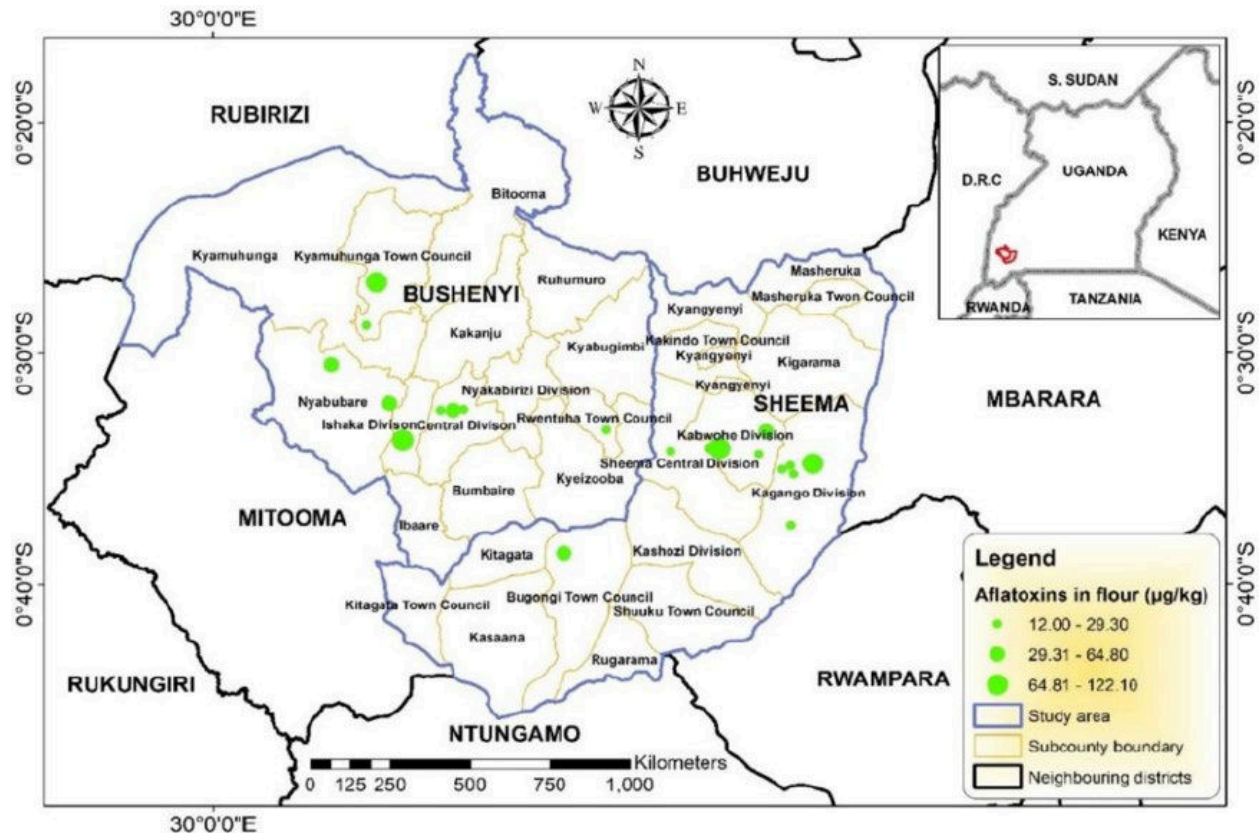 30°0'0"E
N
W E
S
S. SUDAN
D.R.C
UGANDA
KENYA
RWANDA
TANZANIA
0°20'0"S
0°20'0"S
RUBIRIZI
BUHWEJU
Bitooma
Kyamuhunga
Kyamuhunga Town Council
Ruhumuro
Masheruka
Masheruka Twon Council
BUSHENYI
Kyangyenyi
Kakanju
Kyabugimbi
Kakindo Town Council
Kyangyenyi
Kigarama
0°30'0"S
0°30'0"S
Kyangyenyi
Nyabubare
Nyakabirizi Division
SHEEMA
MBARARA
Ishaka Divison
Central Divison
Rwentuha Town Council
Kabwohe Division
Sheema Central Division
Kyeizooba
Bumbaire
Kagango Division
MITOOMA
Ibaare
Kitagata
Kashozi Division
0°40'0"S
0°40'0"S
Kitagata Town Council
Bugongi Town Council
Shuuku Town Council
Kasaana
Rugarama
RUKUNGIRI
RWAMPARA
NTUNGAMO
Kilometers
0 125 250 500 750 1,000
Legend
Aflatoxins in flour (µg/kg)
12.00 - 29.30
29.31 - 64.80
64.81 - 122.10
Study area
Subcounty boundary
Neighbouring districts
30°0'0"E